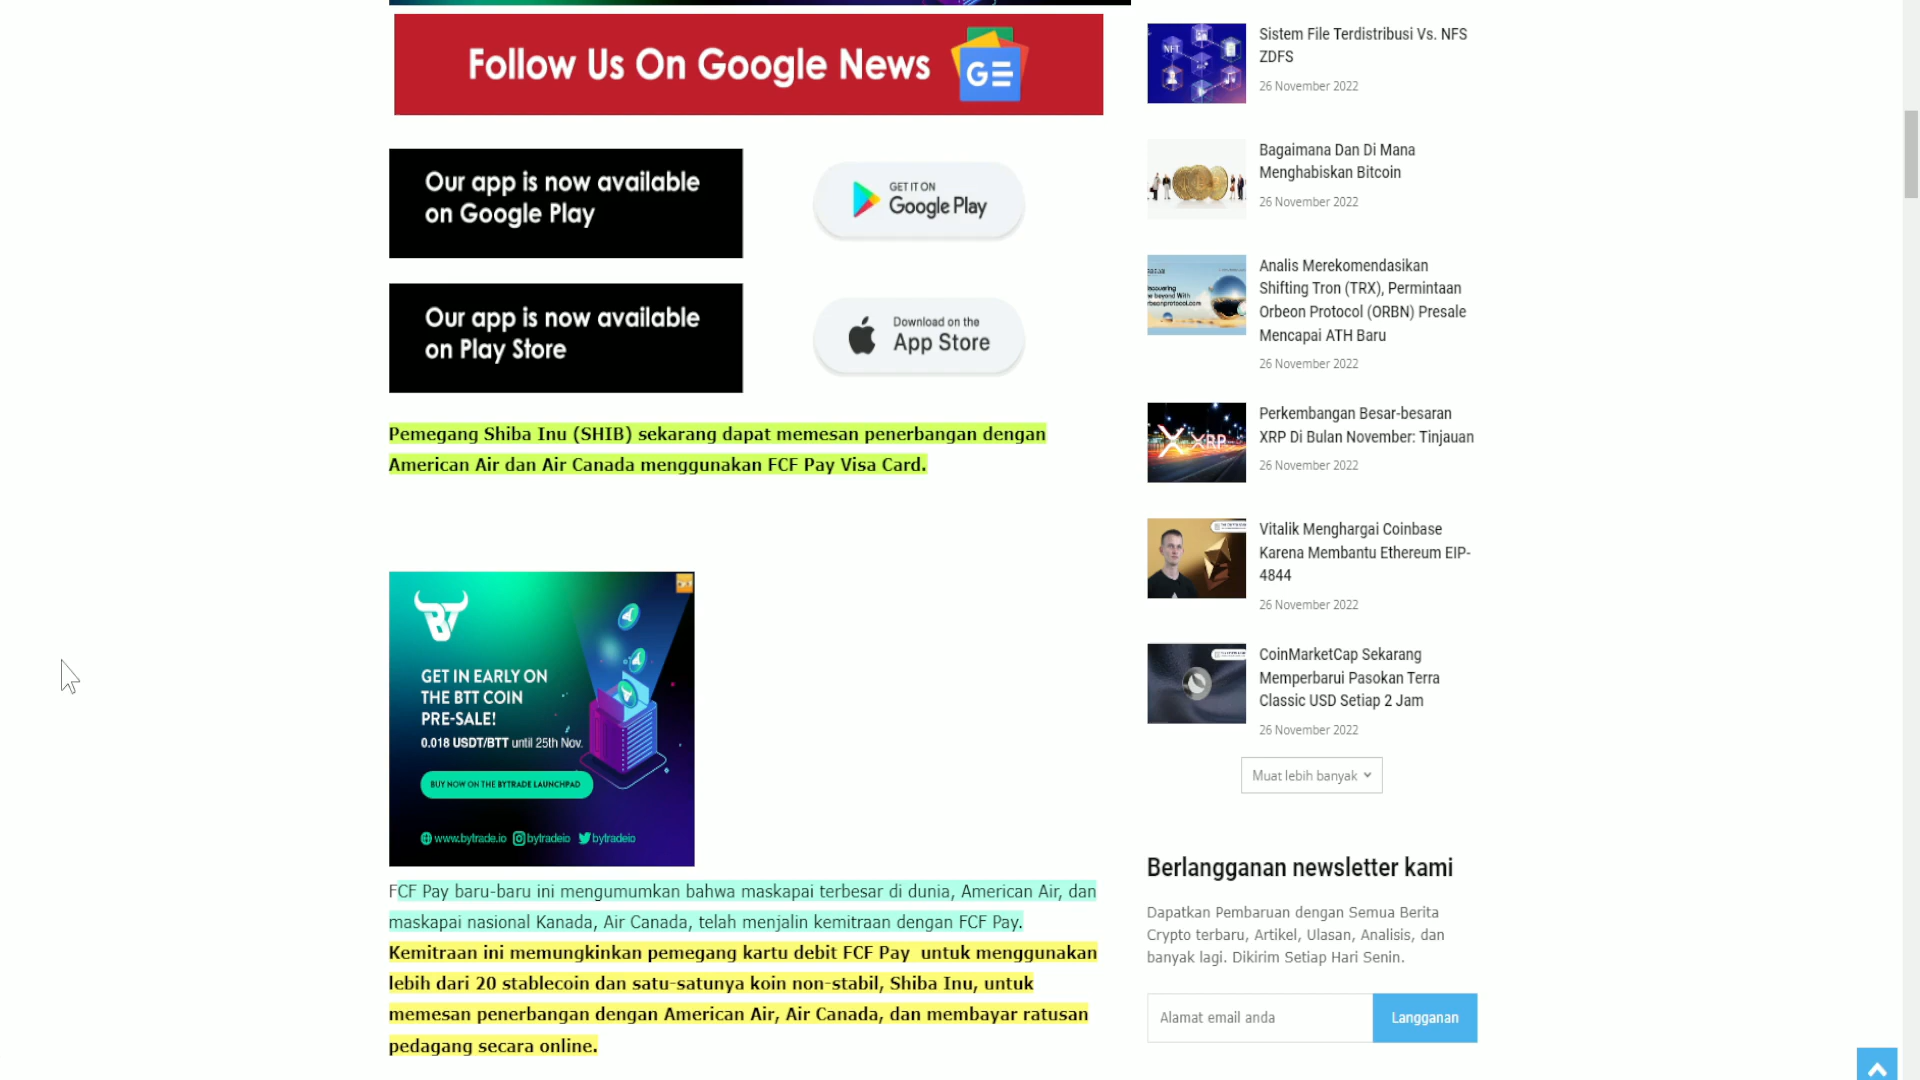 Follow Us On Google News
GE
Our app is now available
on Google Play
GET IT ON
Google Play
Our app is now available
on Play Store
Download on the
App Store
Pemegang Shiba Inu (SHIB) sekarang dapat memesan penerbangan dengan
American Air dan Air Canada menggunakan FCF Pay Visa Card.
BT
GET IN EARLY ON
THE BTT COIN
PRE-SALE!
0.018 USDT/BTT until 25th Nov.
BUY NOW ON THE BYTRADE LAUNCHPAD
www.bytrade.io bytradeio bytradeio
FCF Pay baru-baru ini mengumumkan bahwa maskapai terbesar di dunia, American Air, dan
maskapai nasional Kanada, Air Canada, telah menjalin kemitraan dengan FCF Pay.
Kemitraan ini memungkinkan pemegang kartu debit FCF Pay  untuk menggunakan
lebih dari 20 stablecoin dan satu-satunya koin non-stabil, Shiba Inu, untuk
memesan penerbangan dengan American Air, Air Canada, dan membayar ratusan
pedagang secara online.
NFT
Sistem File Terdistribusi Vs. NFS
ZDFS
26 November 2022
Bagaimana Dan Di Mana
Menghabiskan Bitcoin
26 November 2022
Analis Merekomendasikan
Shifting Tron (TRX), Permintaan
Orbeon Protocol (ORBN) Presale
Mencapai ATH Baru
26 November 2022
XRP
Perkembangan Besar-besaran
XRP Di Bulan November: Tinjauan
26 November 2022
Vitalik Menghargai Coinbase
Karena Membantu Ethereum EIP-
4844
26 November 2022
CoinMarketCap Sekarang
Memperbarui Pasokan Terra
Classic USD Setiap 2 Jam
26 November 2022
Muat lebih banyak
Berlangganan newsletter kami
Dapatkan Pembaruan dengan Semua Berita
Crypto terbaru, Artikel, Ulasan, Analisis, dan
banyak lagi. Dikirim Setiap Hari Senin.
Alamat email anda
Langganan